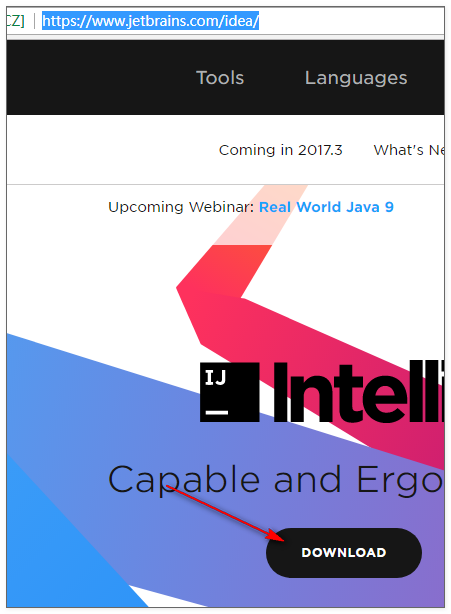 CZ] | https://www.jetbrains.com/idea/
Tools Languages
Coming in 2017.3 What's Ne
Upcoming Webinar: Real World Java 9
IJ
Intelli
Capable and Ergo
DOWNLOAD